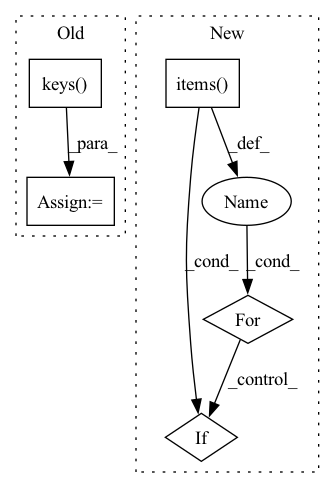 Old
New
keys()
items()
_para_
_def_
Assign:=
Name
_cond_
_cond_
For
_control_
If